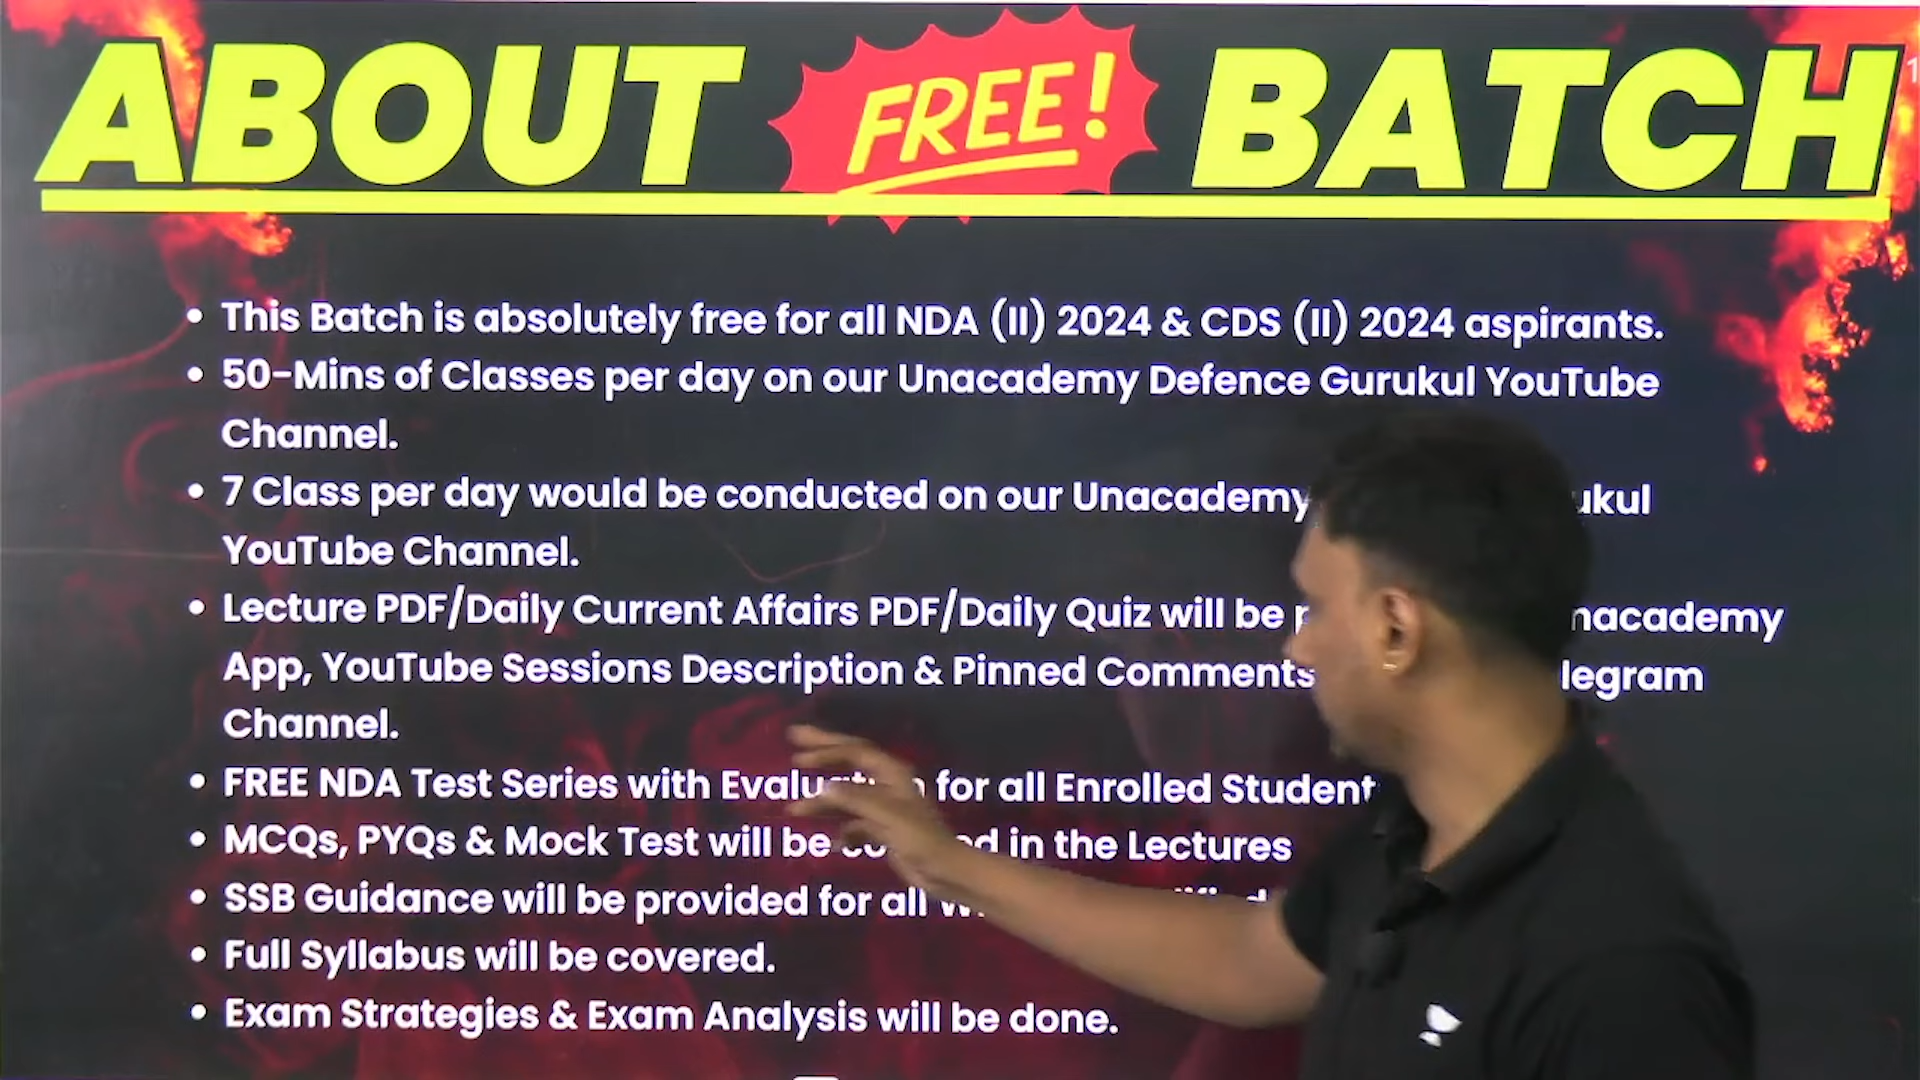 ABOUT FREE! BATCH
• This Batch is absolutely free for all NDA (II) 2024 & CDS (II) 2024 aspirants.
• 50-Mins of Classes per day on our Unacademy Defence Gurukul YouTube
Channel.
• 7 Class per day would be conducted on our Unacademy ukul
YouTube Channel.
• Lecture PDF/Daily Current Affairs PDF/Daily Quiz will be nacademy
App, YouTube Sessions Description & Pinned Comments legram
Channel.
• FREE NDA Test Series with for all Enrolled Student
• MCQs, PYQs & Mock Test will be in the Lectures
• SSB Guidance will be provided for all
• Full Syllabus will be covered.
• Exam Strategies & Exam Analysis will be done.